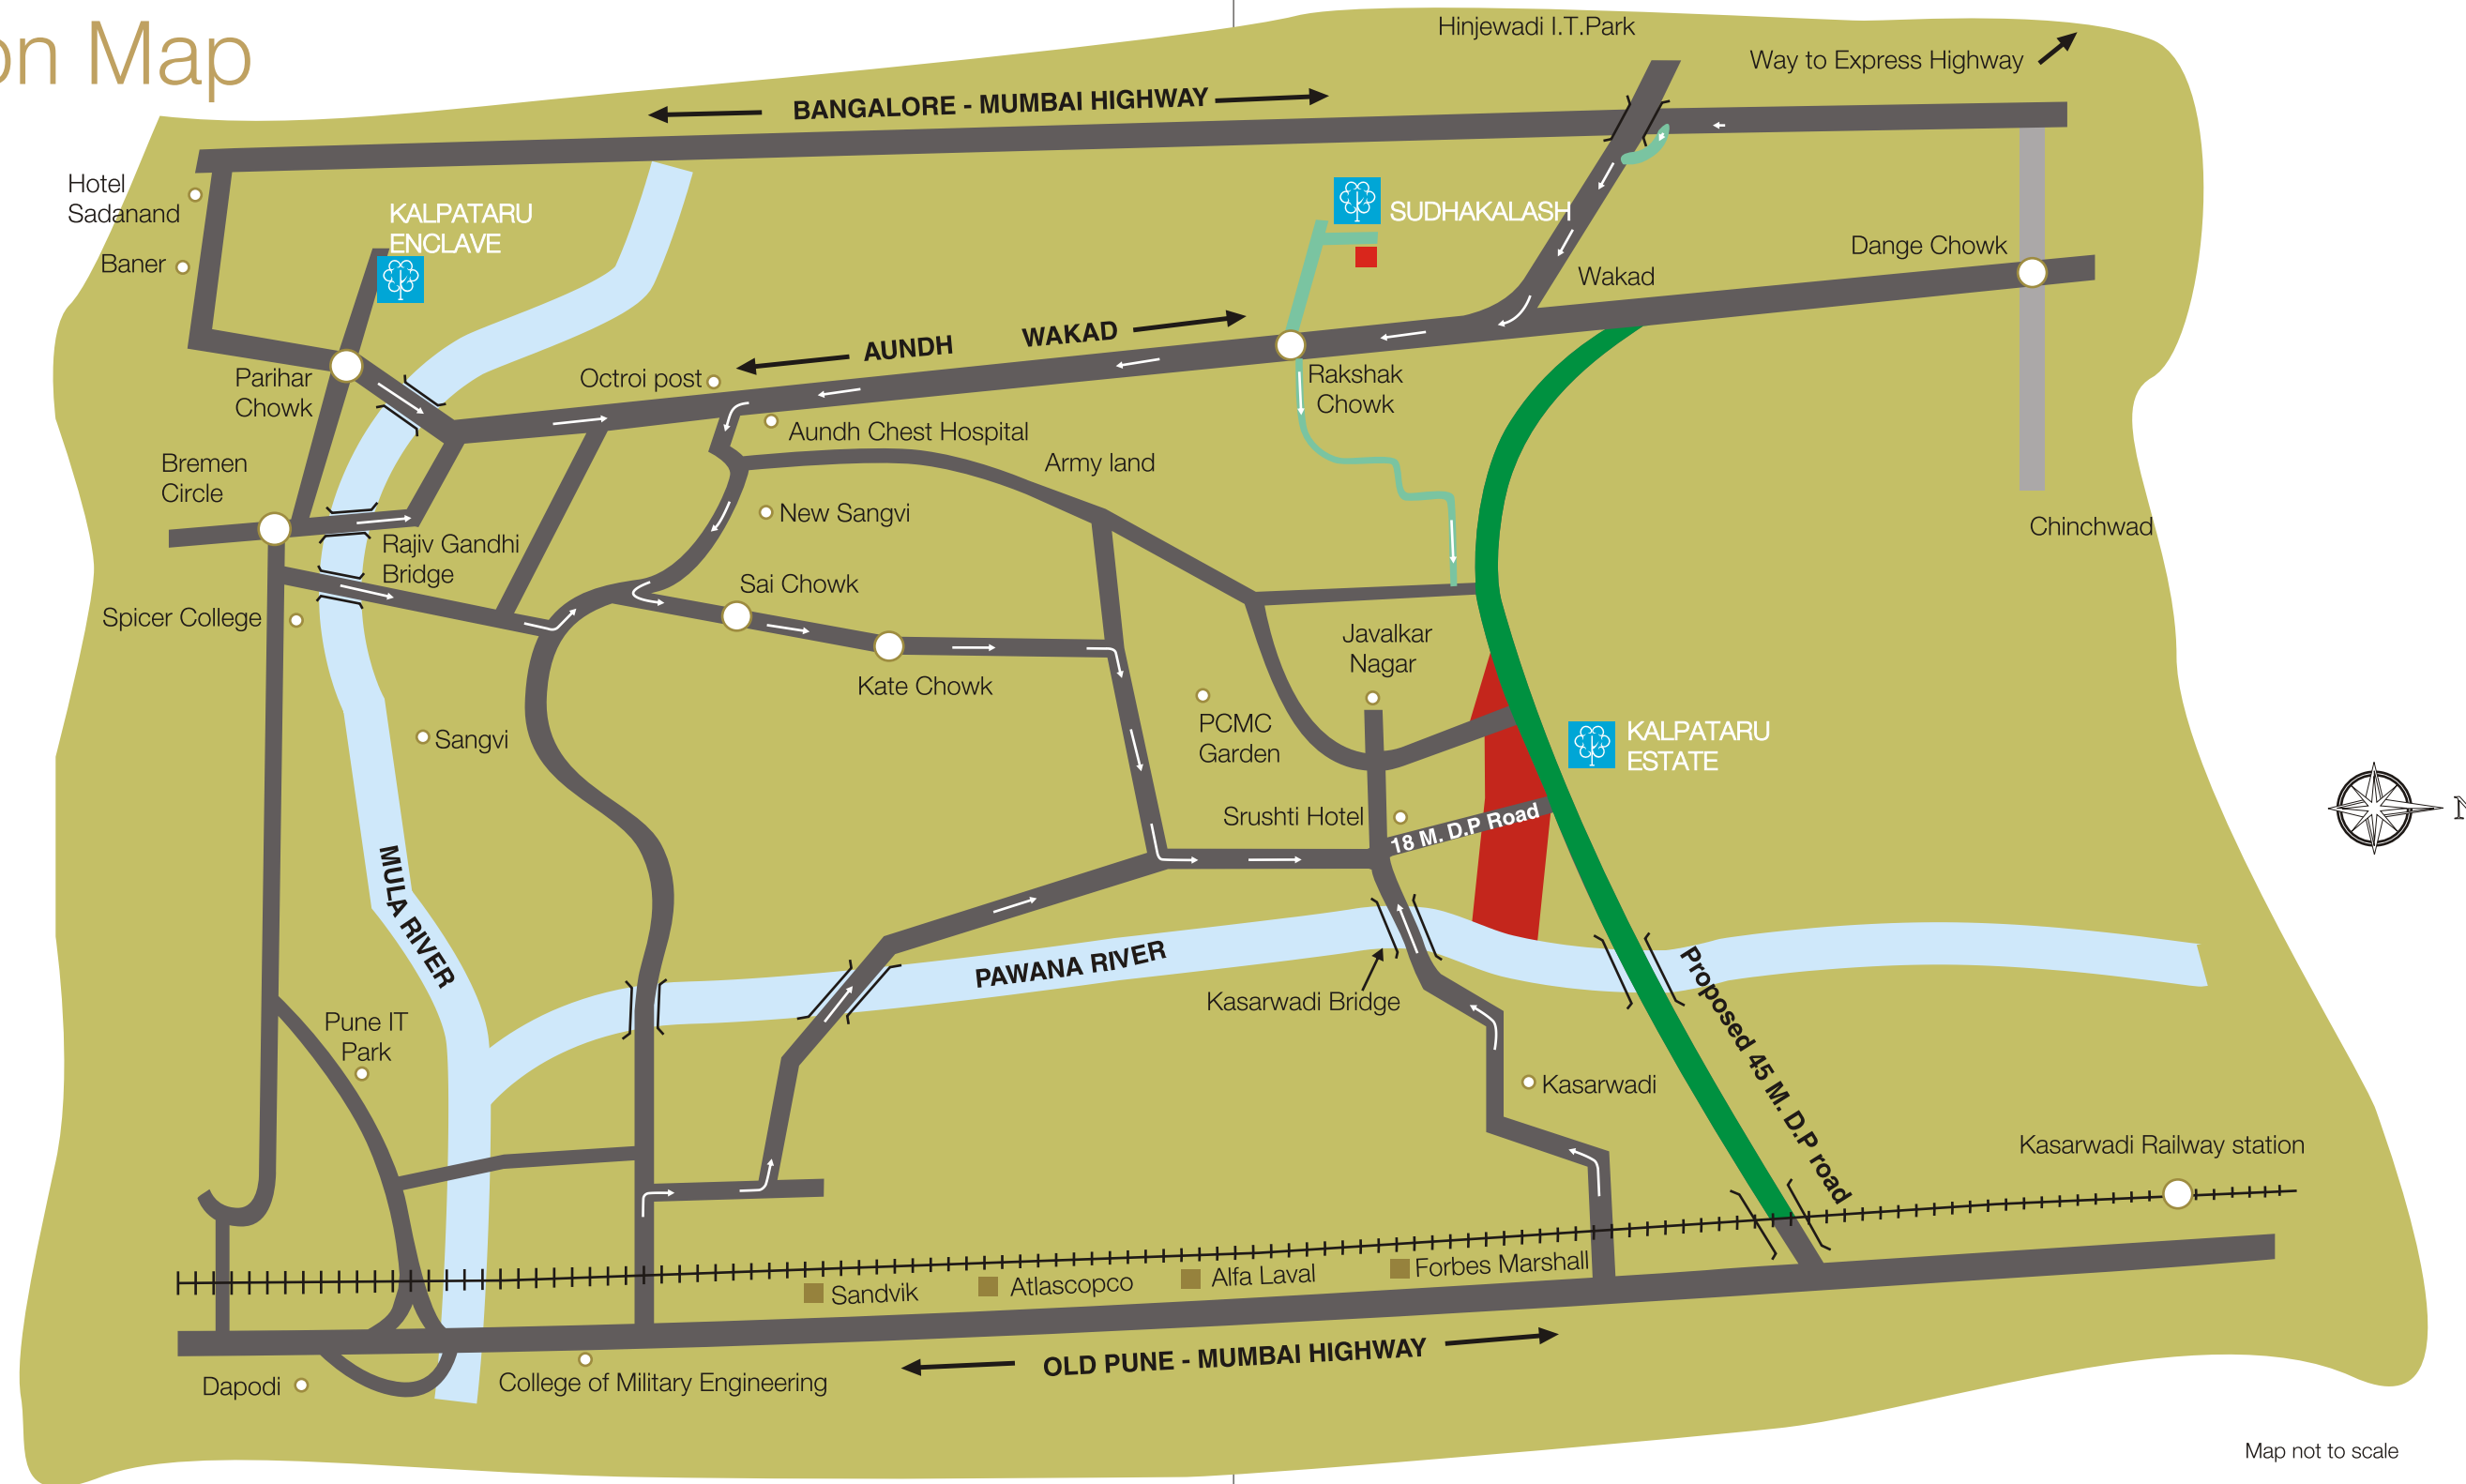 on Map
Hinjewadi I.T.Park
Way to Express Highway
BANGALORE - MUMBAI HIGHWAY
Hotel
Sadanand
KALPATARU
ENCLAVE
SUDHAKALASH
Baner
Dange Chowk
Wakad
AUNDH
WAKAD
Parihar
Chowk
Octroi post
Rakshak
Chowk
Aundh Chest Hospital
Bremen
Circle
Army land
New Sangvi
Chinchwad
Rajiv Gandhi
Bridge
Sai Chowk
Spicer College
Javalkar
Nagar
Kate Chowk
PCMC
Garden
Sangvi
KALPATARU
ESTATE
N
Srushti Hotel
18 M. D.P Road
MULA RIVER
PAWANA RIVER
Kasarwadi Bridge
Proposed 45 M. D.P road
Pune IT
Park
Kasarwadi
Kasarwadi Railway station
Sandvik
Atlascopco
Alfa Laval
Forbes Marshall
OLD PUNE - MUMBAI HIGHWAY
Dapodi
College of Military Engineering
Map not to scale